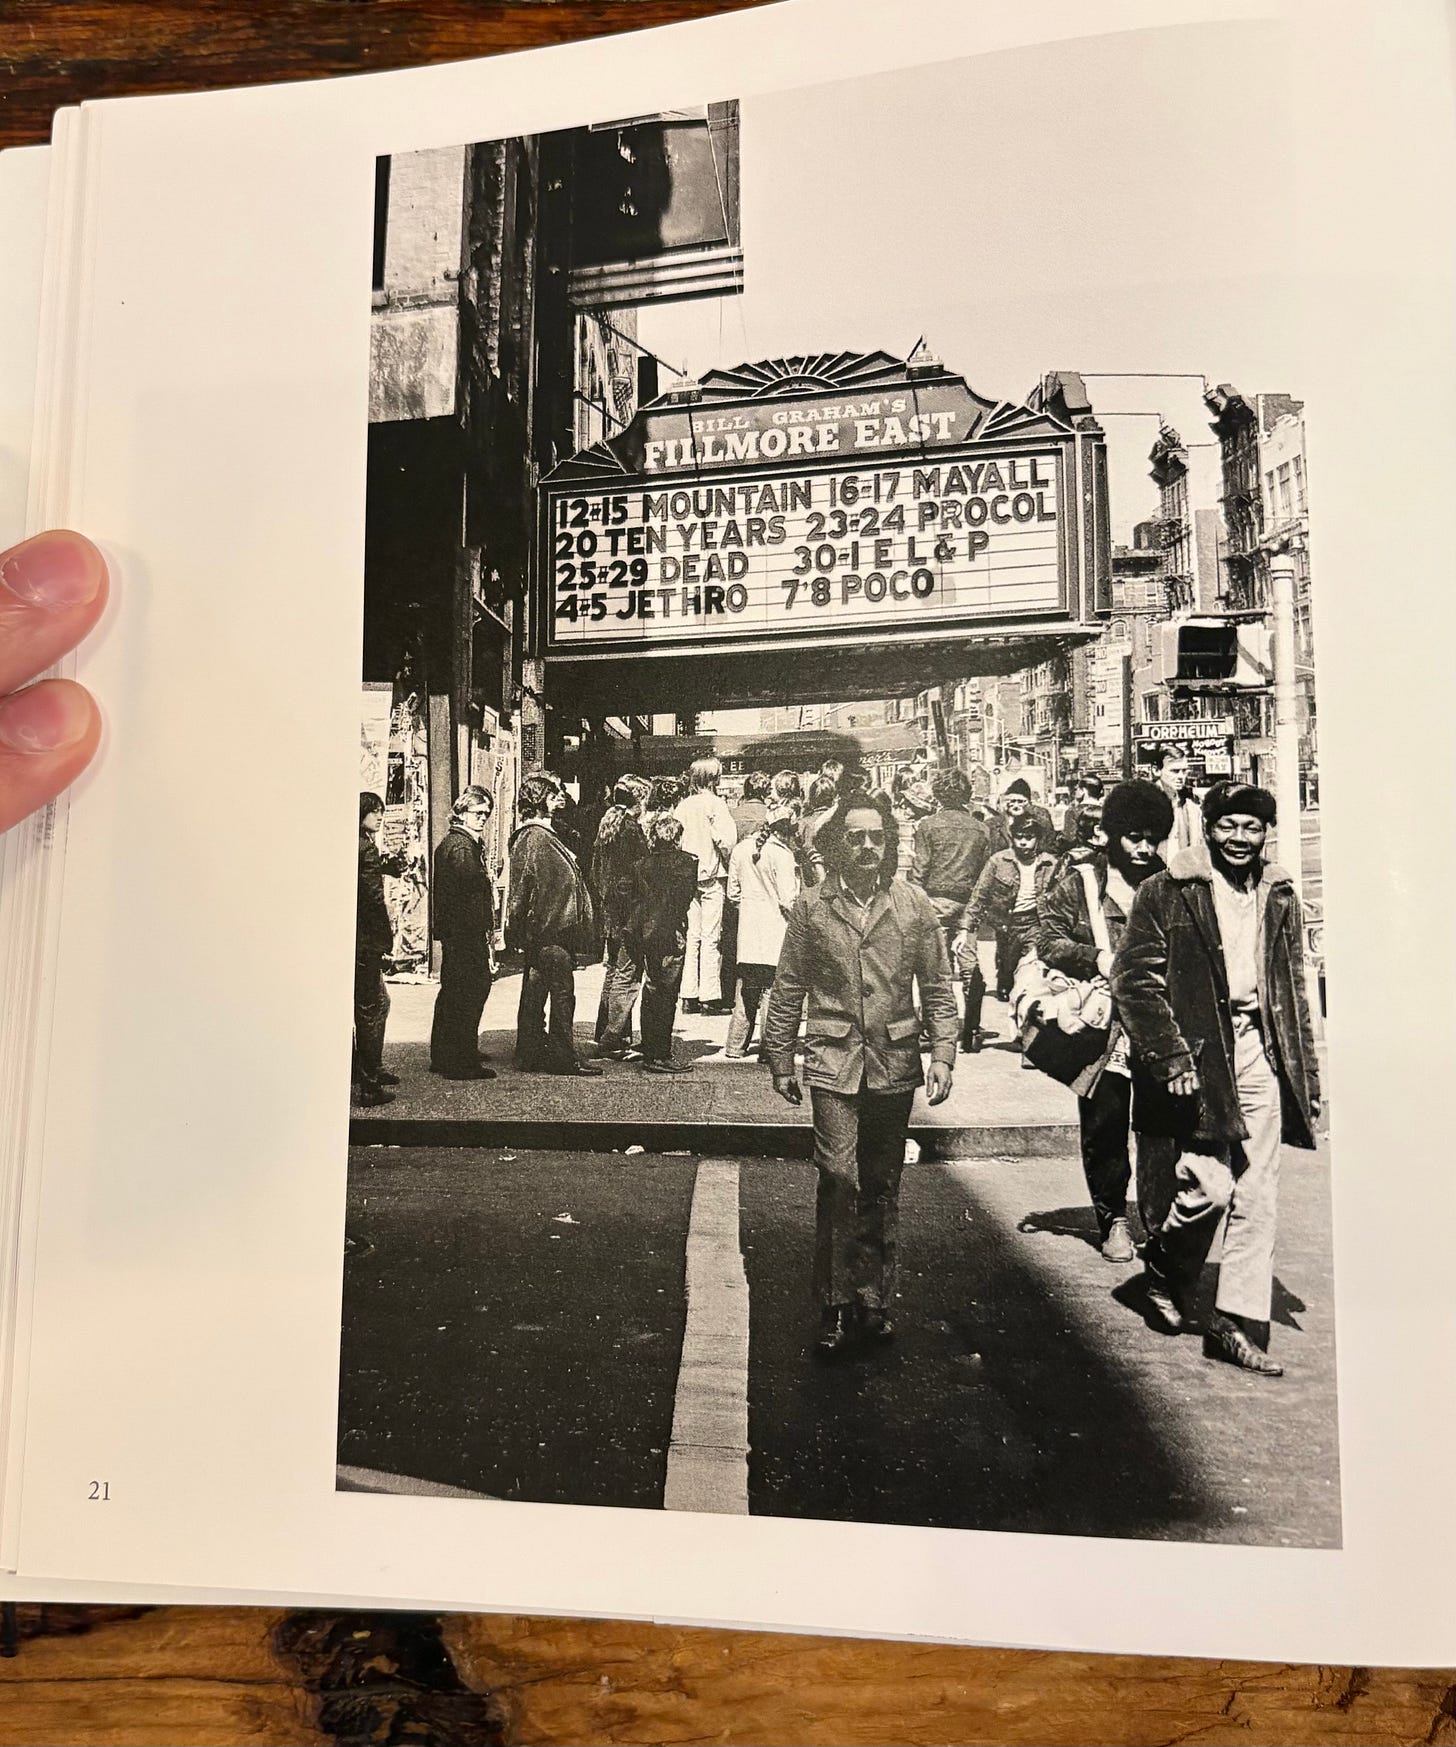 BILL GRAHAM'S
FILLMORE EAST
12-15 MOUNTAIN 16-17 MAYALL
20 TEN YEARS 23-24 PROCOL
25-29 DEAD 30-1 E L & P
4-5 JETHRO 7'8 POCO
ORPHEUM
21